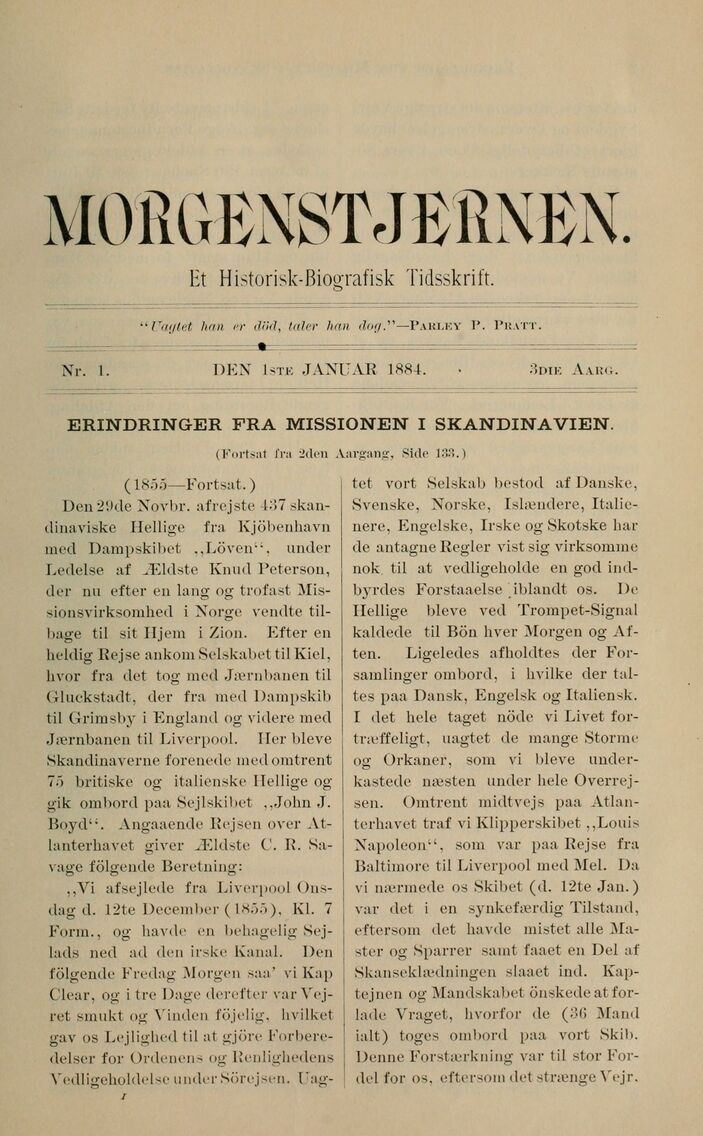 MORGENSTJERNEN.
Et Historisk-Biografisk Tidsskrift.
“Uagtet han er död, taler han dog.”—PARLEY P. PRATT.
Nr. 1.
DEN 1STE JANUAR 1884.
3DIE AARG.
ERINDRINGER FRA MISSIONEN I SKANDINAVIEN.
(Fortsat fra 2den Aargang, Side 133.)
(1855—Fortsat.)
Den 29de Novbr. afrejste 437 skan-
dinaviske Hellige fra Kjöbenhavn
med Dampskibet ,,Löven“, under
Ledelse af Ældste Knud Peterson,
der nu efter en lang og trofast Mis-
sionsvirksomhed i Norge vendte til-
bage til sit Hjem i Zion. Efter en
heldig Rejse ankom Selskabet til Kiel,
hvor fra det tog med Jærnbanen til
Gluckstadt, der fra med Dampskib
til Grimsby i England og videre med
Jærnbanen til Liverpool. Her bleve
Skandinaverne forenede med omtrent
75 britiske og italienske Hellige og
gik ombord paa Sejlskibet ,,John J.
Boyd“. Angaaende Rejsen over At-
lanterhavet giver Ældste C. R. Sa-
vage fölgende Beretning:
,,Vi afsejlede fra Liverpool Ons-
dag d. 12te December (1855), Kl. 7
Form., og havde en behagelig Sej-
lads ned ad den irske Kanal. Den
fölgende Fredag Morgen saa’ vi Kap
Clear, og i tre Dage derefter var Vej-
ret smukt og Vinden föjelig, hvilket
gav os Lejlighed til at gjöre Forbere-
delser for Ordenens og Renlighedens
Vedligeholdelse under Sörejsen. Uag-
1
tet vort Selskab bestod af Danske,
Svenske, Norske, Islændere, Italie-
nere, Engelske, Irske og Skotske har
de antagne Regler vist sig virksomme
nok til at vedligeholde en god ind-
byrdes Forstaaelse iblandt os. De
Hellige bleve ved Trompet-Signal
kaldede til Bön hver Morgen og Af-
ten. Ligeledes afholdtes der For-
samlinger ombord, i hvilke der tal-
tes paa Dansk, Engelsk og Italiensk.
I det hele taget nöde vi Livet for-
træffeligt, uagtet de mange Storme
og Orkaner, som vi bleve under-
kastede næsten under hele Overrej-
sen. Omtrent midtvejs paa Atlan-
terhavet traf vi Klipperskibet ,,Louis
Napoleon“, som var paa Rejse fra
Baltimore til Liverpool med Mel. Da
vi nærmede os Skibet (d. 12te Jan.)
var det i en synkefærdig Tilstand,
eftersom det havde mistet alle Ma-
ster og Sparrer samt faaet en Del af
Skanseklædningen slaaet ind. Kap-
tejnen og Mandskabet önskede at for-
lade Vraget, hvorfor de (36 Mand
ialt) toges ombord paa vort Skib.
Denne Forstærkning var til stor For-
del for os, eftersom det strænge Vejr,